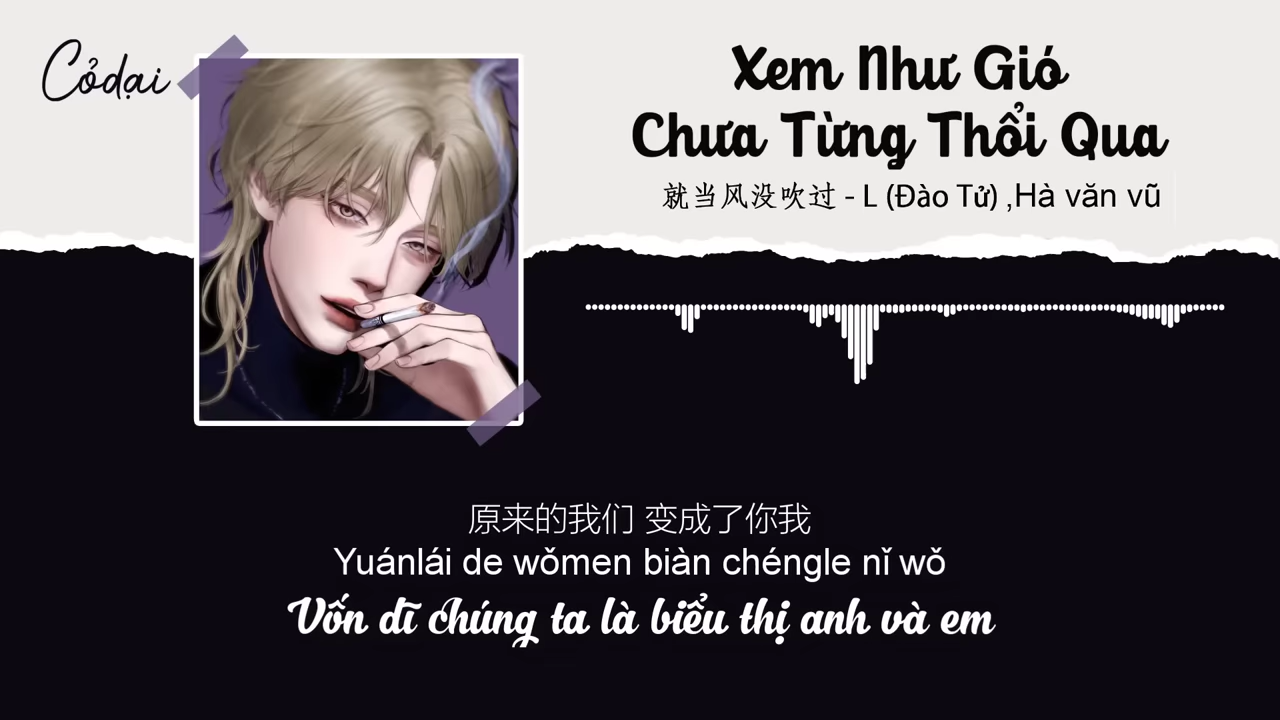 Cỏdại
Xem Như Gió
Chưa Từng Thổi Qua
就当风没吹过 - L (Đào Tử) ,Hà văn vũ
原来的我们 变成了你我
Yuánlái de wǒmen biàn chéngle nǐ wǒ
Vốn dĩ chúng ta là biểu thị anh và em